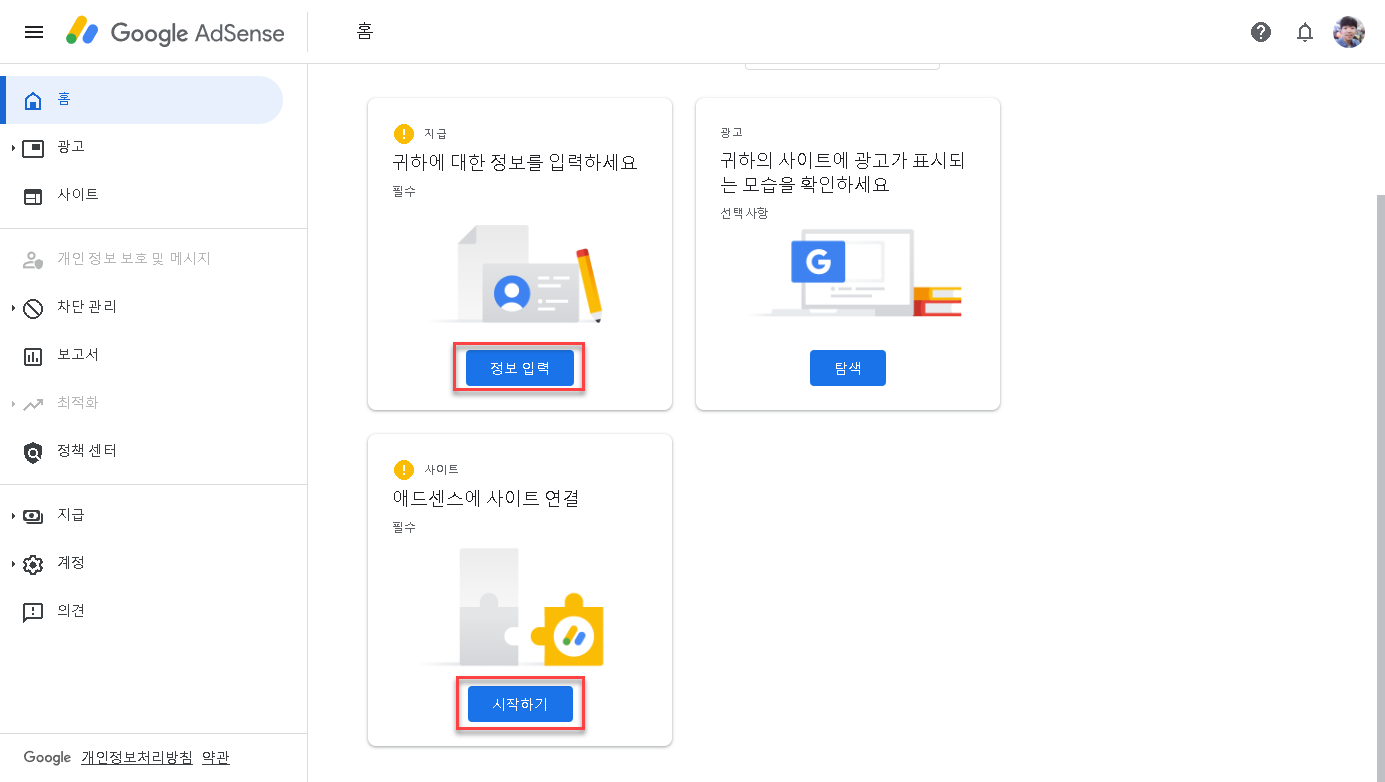 Google AdSense
홈
홈
광고
사이트
개인 정보 보호 및 메시지
차단 관리
보고서
최적화
정책 센터
지급
계정
의견
Google 개인정보처리방침 약관
지급
귀하에 대한 정보를 입력하세요
필수
정보 입력
광고
귀하의 사이트에 광고가 표시되
는 모습을 확인하세요
선택사항
G
탐색
사이트
애드센스에 사이트 연결
필수
시작하기